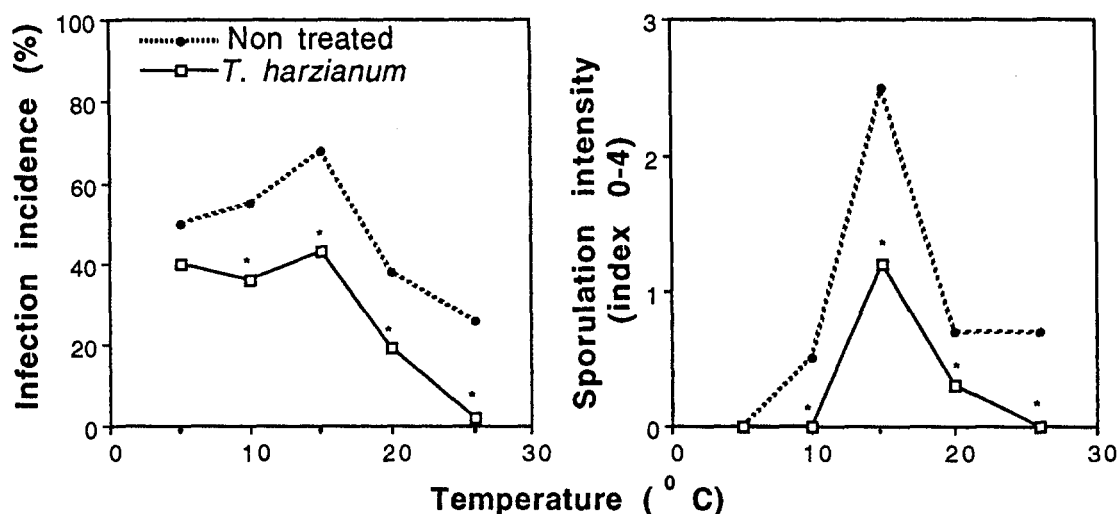 Infection incidence (%)
100
80
60
40
20
0
Non treated
T. harzianum
* * * *
0 10 20 30
Sporulation intensity
(index 0-4)
3
2
1
0
* * * *
0 10 20 30
Temperature (° C)